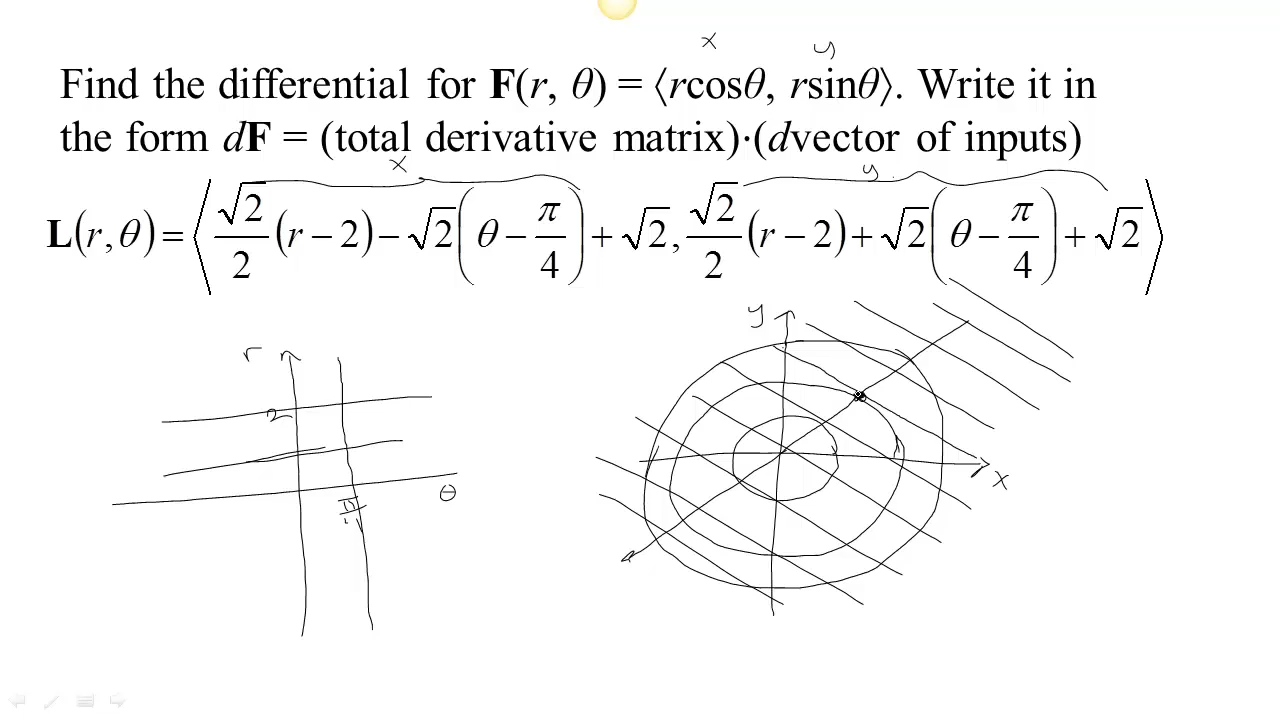 x y
Find the differential for F(r, θ) = ⟨rcosθ, rsinθ⟩. Write it in
the form dF = (total derivative matrix)·(dvector of inputs)
x y
L(r, θ) = ⟨ √2/2 (r − 2) − √2 (θ − π/4) + √2, √2/2 (r − 2) + √2 (θ − π/4) + √2 ⟩
y
r
2
x
θ